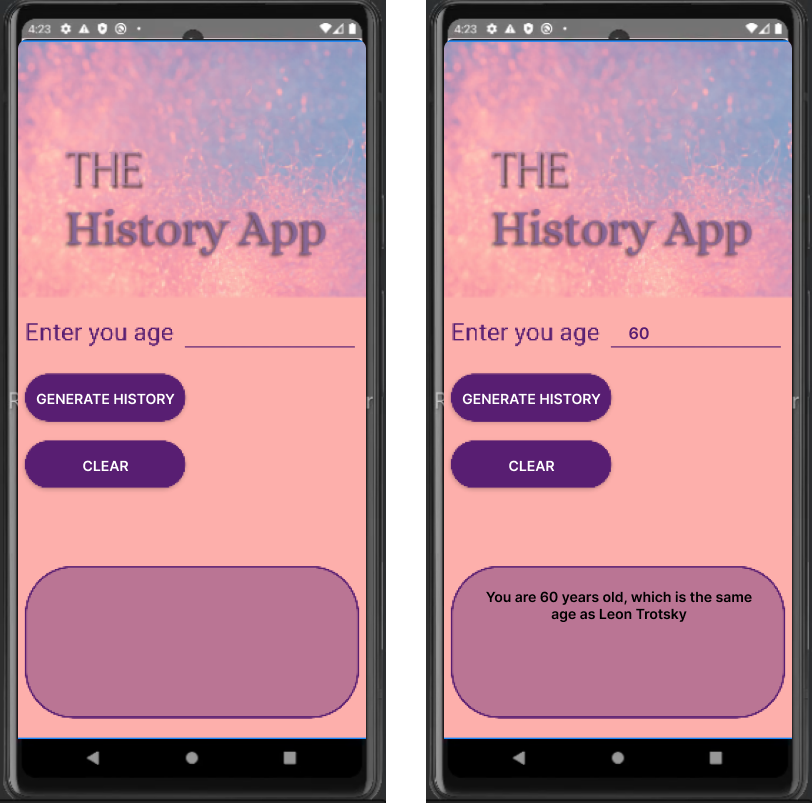 4:23
THE
History App
Enter you age
GENERATE HISTORY
CLEAR
4:23
THE
History App
Enter you age 60
GENERATE HISTORY
CLEAR
You are 60 years old, which is the same
age as Leon Trotsky